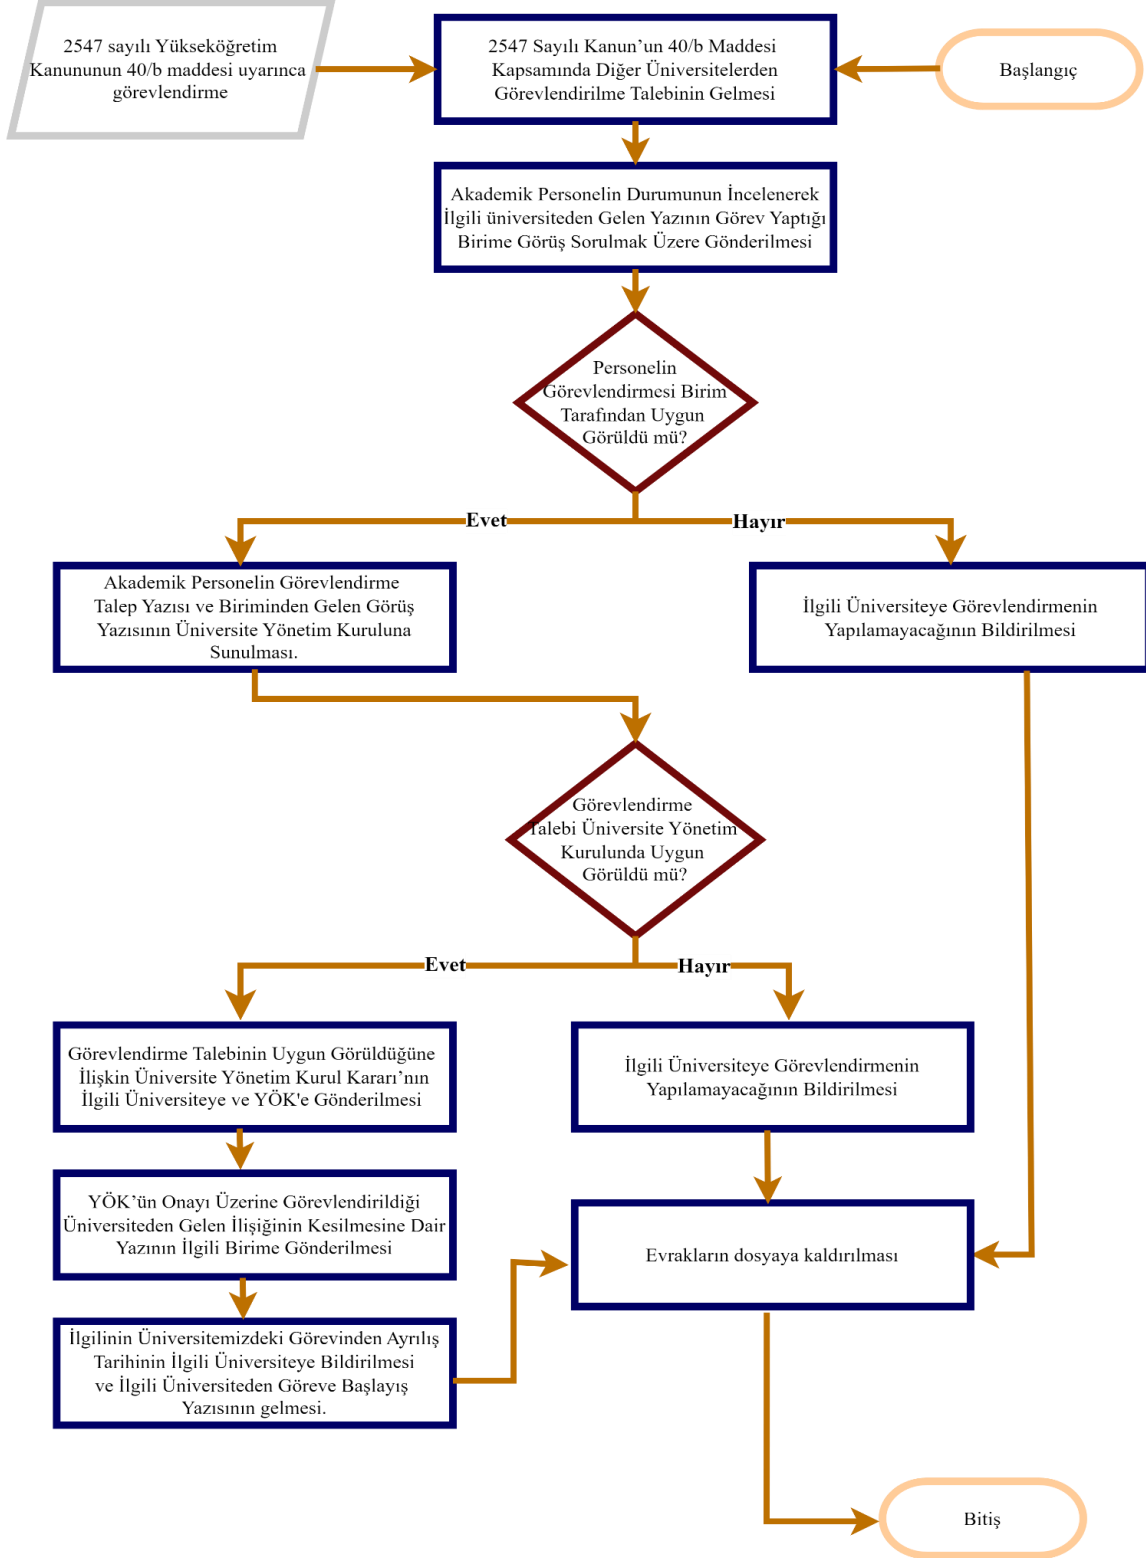 2547 sayılı Yükseköğretim
Kanununun 40/b maddesi uyarınca
görevlendirme
2547 Sayılı Kanun’un 40/b Maddesi
Kapsamında Diğer Üniversitelerden
Görevlendirilme Talebinin Gelmesi
Başlangıç
Akademik Personelin Durumunun İncelenerek
İlgili üniversiteden Gelen Yazının Görev Yaptığı
Birime Görüş Sorulmak Üzere Gönderilmesi
Personelin
Görevlendirmesi Birim
Tarafından Uygun
Görüldü mü?
Evet
Hayır
Akademik Personelin Görevlendirme
Talep Yazısı ve Biriminden Gelen Görüş
Yazısının Üniversite Yönetim Kuruluna
Sunulması.
İlgili Üniversiteye Görevlendirmenin
Yapılamayacağının Bildirilmesi
Görevlendirme
Talebi Üniversite Yönetim
Kurulunda Uygun
Görüldü mü?
Evet
Hayır
Görevlendirme Talebinin Uygun Görüldüğüne
İlişkin Üniversite Yönetim Kurul Kararı’nın
İlgili Üniversiteye ve YÖK'e Gönderilmesi
İlgili Üniversiteye Görevlendirmenin
Yapılamayacağının Bildirilmesi
YÖK’ün Onayı Üzerine Görevlendirildiği
Üniversiteden Gelen İlişiğinin Kesilmesine Dair
Yazının İlgili Birime Gönderilmesi
Evrakların dosyaya kaldırılması
İlgilinin Üniversitemizdeki Görevinden Ayrılış
Tarihinin İlgili Üniversiteye Bildirilmesi
ve İlgili Üniversiteden Göreve Başlayış
Yazısının gelmesi.
Bitiş